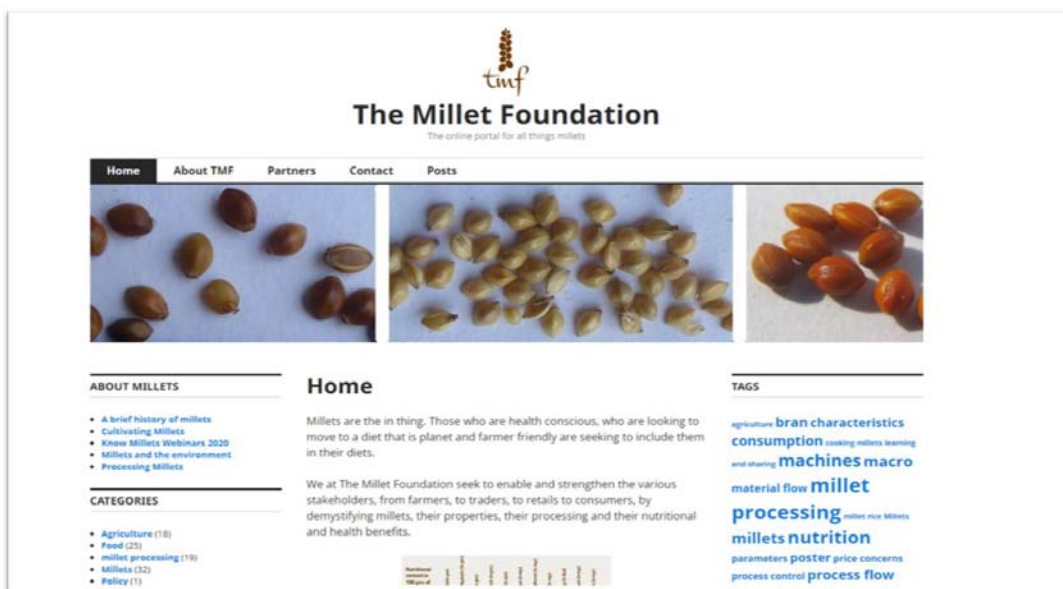 tmf
The Millet Foundation
The online portal for all things millets
Home About TMF Partners Contact Posts
ABOUT MILLETS
A brief history of millets
Cultivating Millets
Know Millets Webinars 2020
Millets and the environment
Processing Millets
CATEGORIES
Agriculture (18)
Food (25)
millet processing (19)
Millets (32)
Policy (1)
Home
Millets are the in thing. Those who are health conscious, who are looking to
move to a diet that is planet and farmer friendly are seeking to include them
in their diets.
We at The Millet Foundation seek to enable and strengthen the various
stakeholders, from farmers, to traders, to retails to consumers, by
demystifying millets, their properties, their processing and their nutritional
and health benefits.
Nutritional
content in
100 gms of
TAGS
agriculture bran characteristics
consumption cooking millets learning
and sharing machines macro
material flow millet
processing millet rice Millets
millets nutrition
parameters poster price concerns
process control process flow